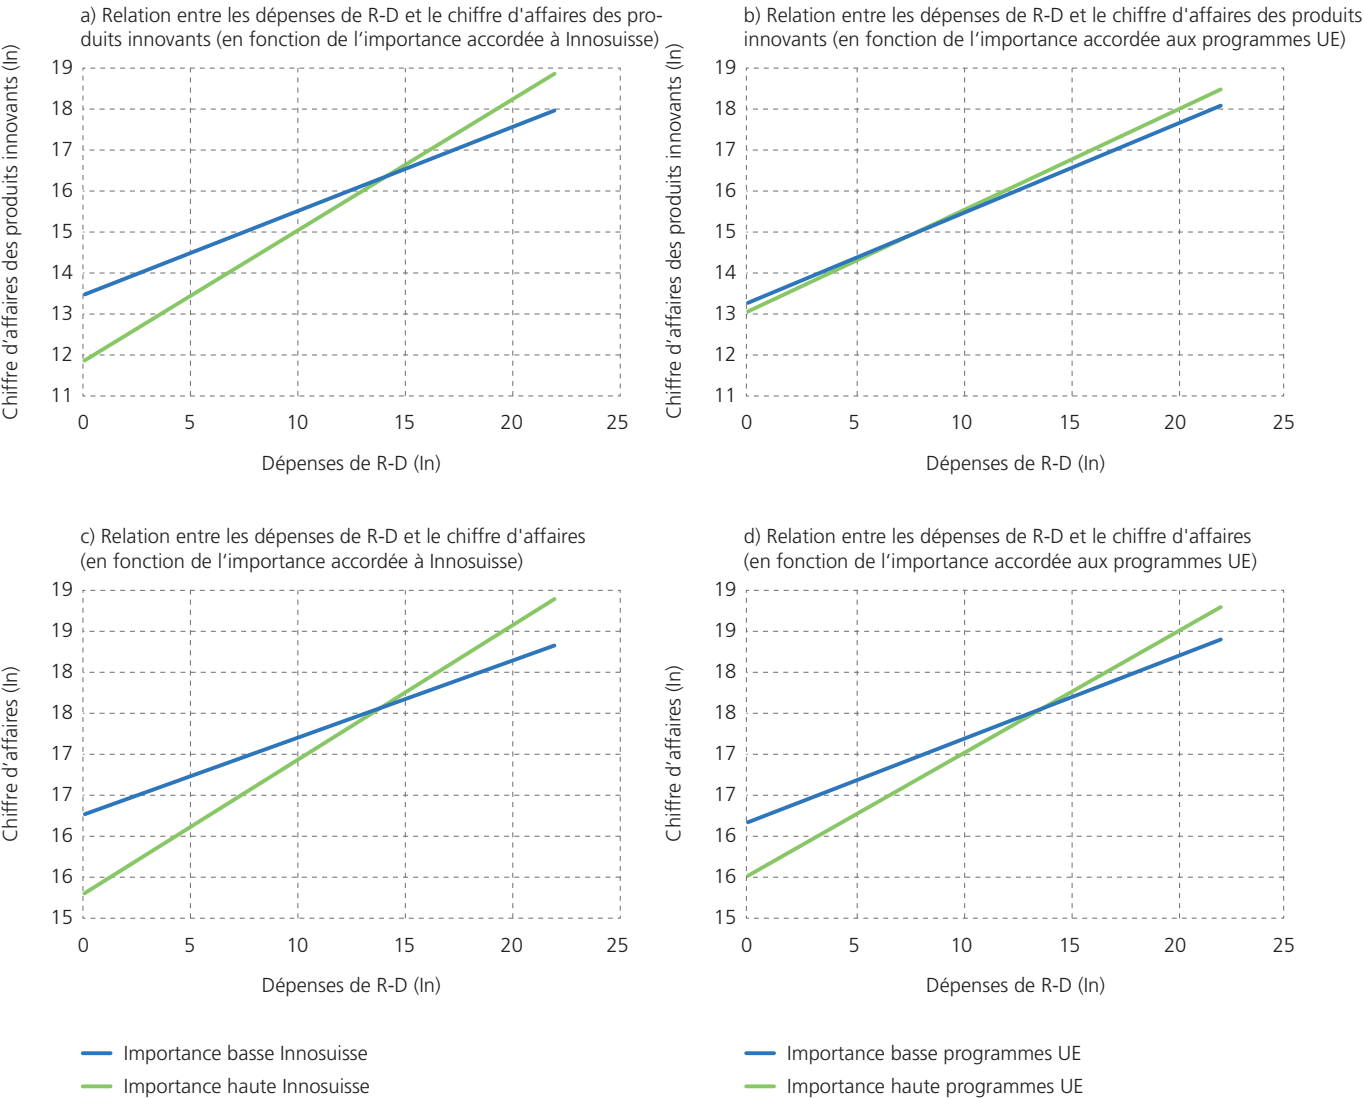 a) Relation entre les dépenses de R-D et le chiffre d'affaires des pro-
duits innovants (en fonction de l'importance accordée à Innosuisse)
Chiffre d'affaires des produits innovants (ln)
19
18
17
16
15
14
13
12
11
0 5 10 15 20 25
Dépenses de R-D (ln)
b) Relation entre les dépenses de R-D et le chiffre d'affaires des produits
innovants (en fonction de l'importance accordée aux programmes UE)
Chiffre d'affaires des produits innovants (ln)
19
18
17
16
15
14
13
12
11
0 5 10 15 20 25
Dépenses de R-D (ln)
c) Relation entre les dépenses de R-D et le chiffre d'affaires
(en fonction de l'importance accordée à Innosuisse)
Chiffre d'affaires (ln)
19
19
18
18
17
17
16
16
15
0 5 10 15 20 25
Dépenses de R-D (ln)
d) Relation entre les dépenses de R-D et le chiffre d'affaires
(en fonction de l'importance accordée aux programmes UE)
Chiffre d'affaires (ln)
19
19
18
18
17
17
16
16
15
0 5 10 15 20 25
Dépenses de R-D (ln)
Importance basse Innosuisse
Importance haute Innosuisse
Importance basse programmes UE
Importance haute programmes UE